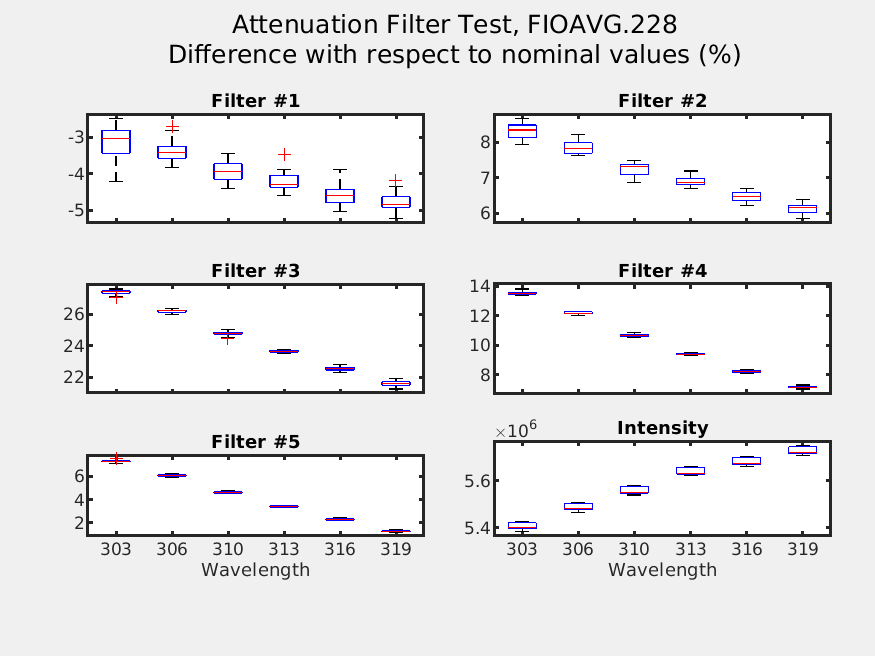 Attenuation Filter Test, FIOAVG.228
Difference with respect to nominal values (%)
Filter #1
-3
-4
-5
Filter #2
8
7
6
Filter #3
26
24
22
Filter #4
14
12
10
8
Filter #5
6
4
2
303 306 310 313 316 319
Wavelength
Intensity
×10⁶
5.6
5.4
303 306 310 313 316 319
Wavelength